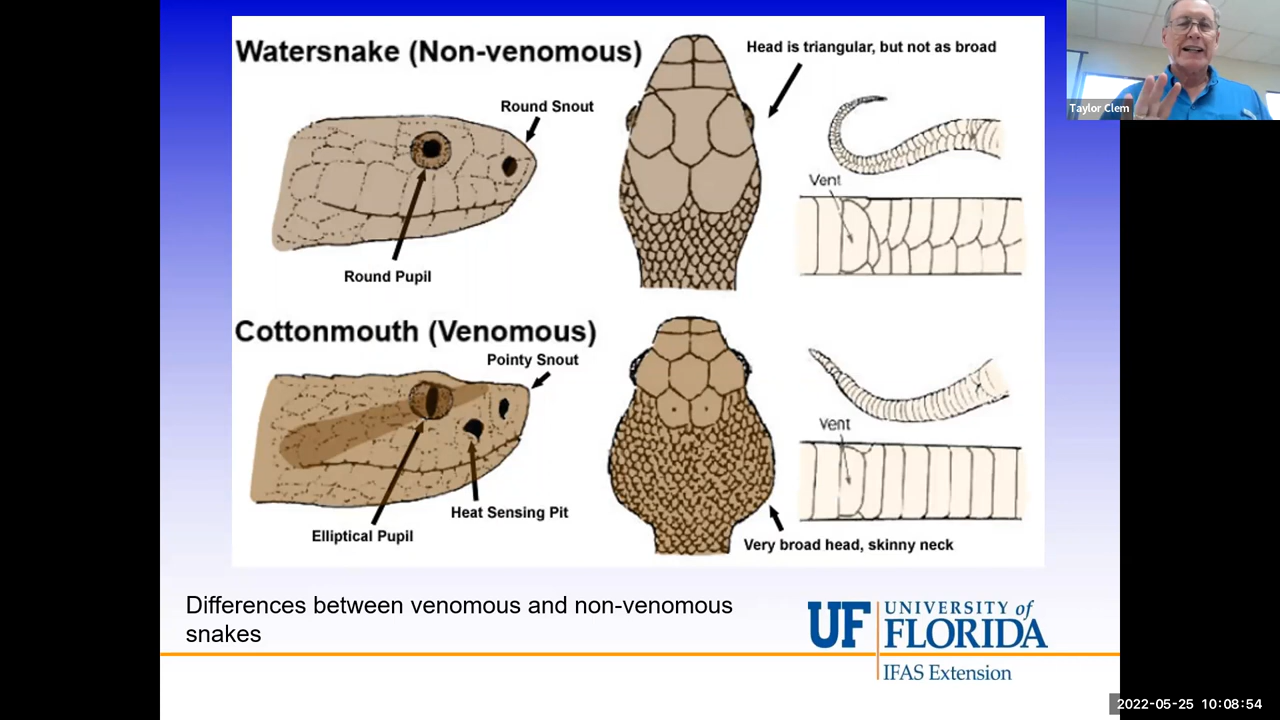 Watersnake (Non-venomous)
Head is triangular, but not as broad
Round Snout
Taylor Clem
Vent
Round Pupil
Cottonmouth (Venomous)
Pointy Snout
Vent
Heat Sensing Pit
Elliptical Pupil
Very broad head, skinny neck
Differences between venomous and non-venomous
snakes
UF UNIVERSITY of
FLORIDA
IFAS Extension
2022-05-25 10:08:54